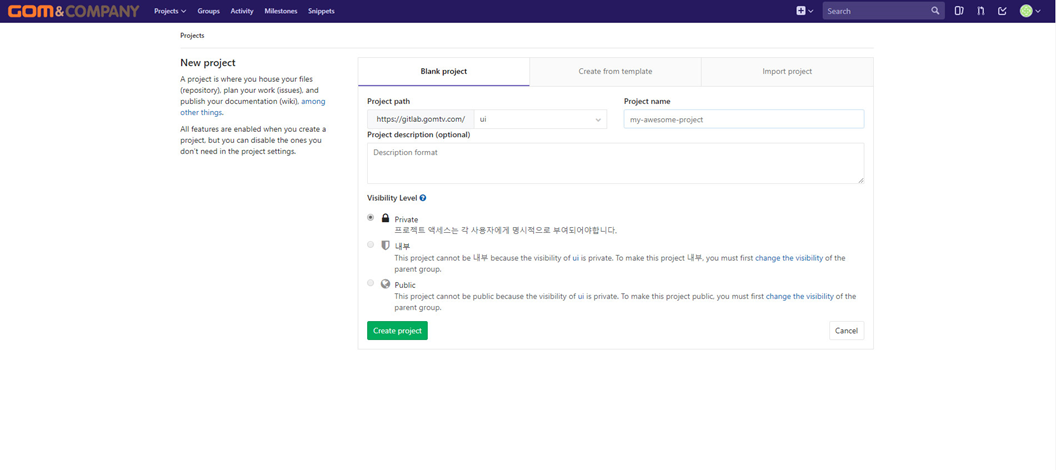 GOM&COMPANY Projects Groups Activity Milestones Snippets Search
Projects
New project
A project is where you house your files
(repository), plan your work (issues), and
publish your documentation (wiki), among
other things.
All features are enabled when you create a
project, but you can disable the ones you
don't need in the project settings.
Blank project Create from template Import project
Project path Project name
https://gitlab.gomtv.com/ ui my-awesome-project
Project description (optional)
Description format
Visibility Level ?
Private
프로젝트 액세스는 각 사용자에게 명시적으로 부여되어야합니다.
내부
This project cannot be 내부 because the visibility of ui is private. To make this project 내부, you must first change the visibility of the
parent group.
Public
This project cannot be public because the visibility of ui is private. To make this project public, you must first change the visibility of the
parent group.
Create project Cancel